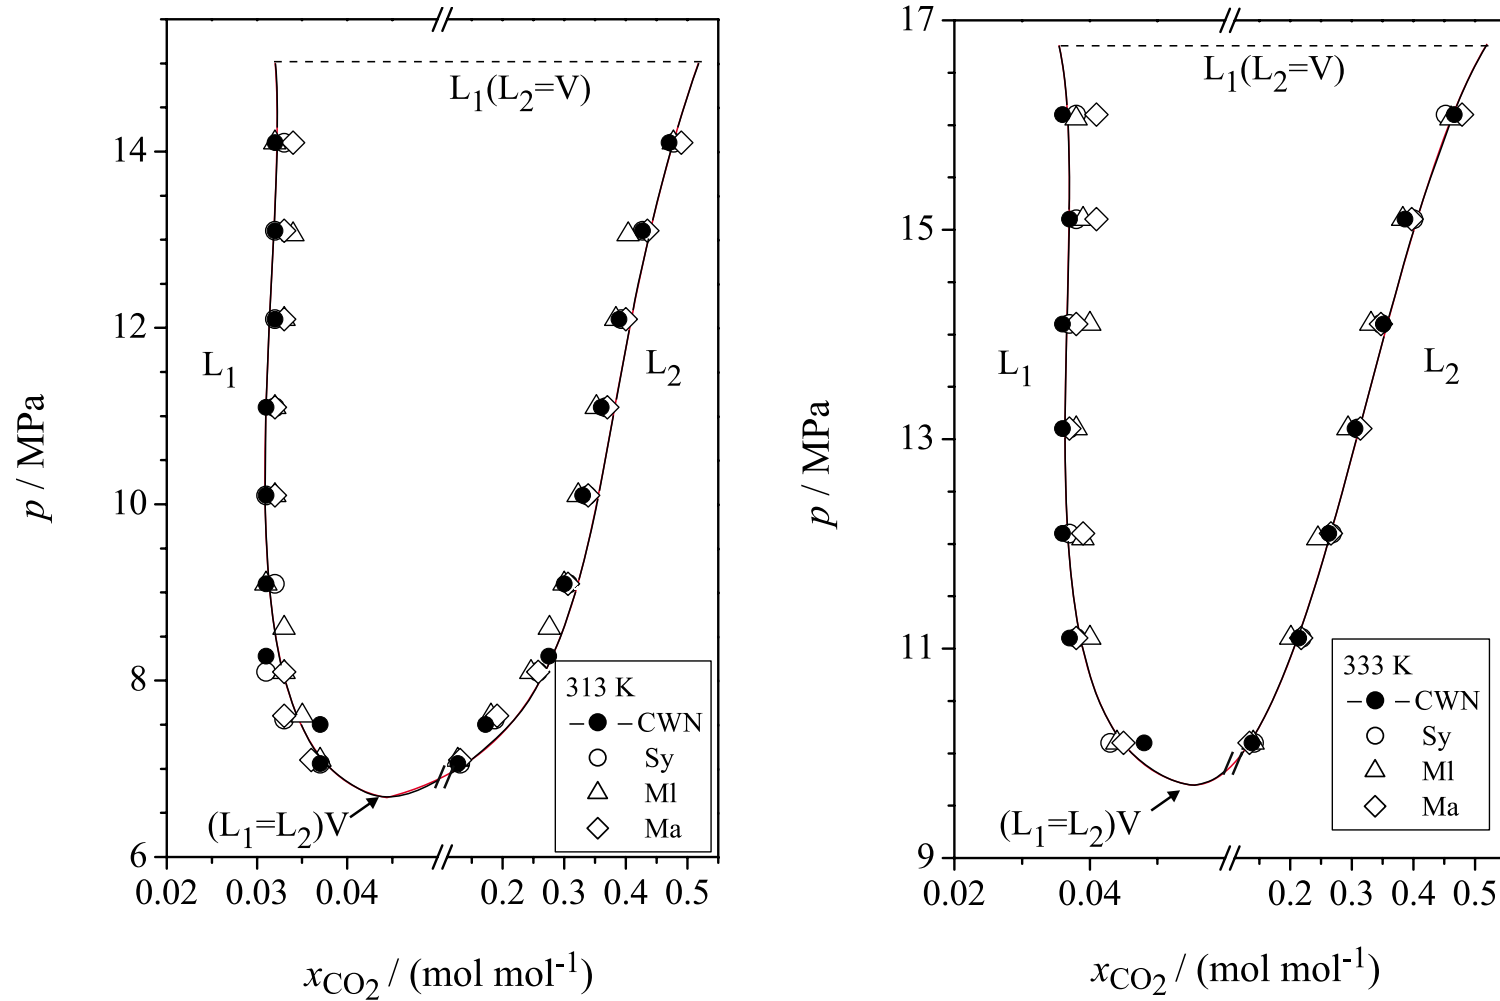 14
12
10
8
6
0.02
0.03
0.04
0.2
0.3
0.4
0.5
p / MPa
xCO2 / (mol mol-1)
L1(L2=V)
L1
L2
(L1=L2)V
313 K
CWN
Sy
Ml
Ma
17
15
13
11
9
0.02
0.04
0.2
0.3
0.4
0.5
p / MPa
xCO2 / (mol mol-1)
L1(L2=V)
L1
L2
(L1=L2)V
333 K
CWN
Sy
Ml
Ma